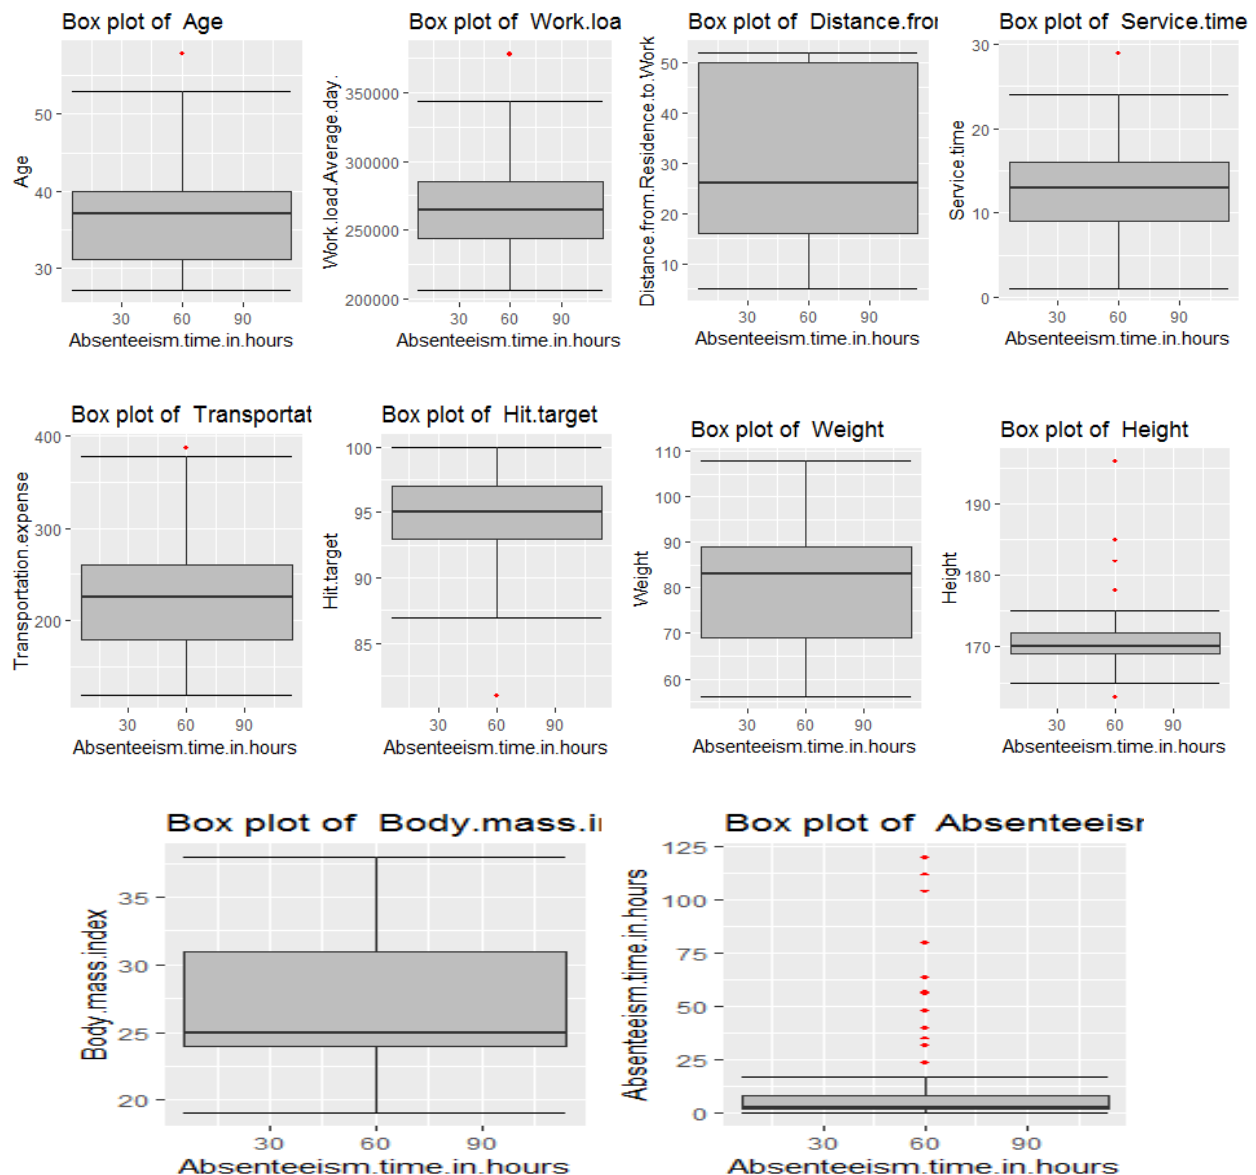 Box plot of  Age
Age
50
40
30
30 60 90
Absenteeism.time.in.hours
Box plot of  Work.loa
Work.load.Average.day.
350000
300000
250000
200000
30 60 90
Absenteeism.time.in.hours
Box plot of  Distance.from
Distance.from.Residence.to.Work
50
40
30
20
10
30 60 90
Absenteeism.time.in.hours
Box plot of  Service.time
Service.time
30
20
10
0
30 60 90
Absenteeism.time.in.hours
Box plot of  Transportat
Transportation.expense
400
300
200
30 60 90
Absenteeism.time.in.hours
Box plot of  Hit.target
Hit.target
100
95
90
85
30 60 90
Absenteeism.time.in.hours
Box plot of  Weight
Weight
110
100
90
80
70
60
30 60 90
Absenteeism.time.in.hours
Box plot of  Height
Height
190
180
170
30 60 90
Absenteeism.time.in.hours
Box plot of  Body.mass.i
Body.mass.index
35
30
25
20
30 60 90
Absenteeism.time.in.hours
Box plot of  Absenteeisr
Absenteeism.time.in.hours
125
100
75
50
25
0
30 60 90
Absenteeism.time.in.hours